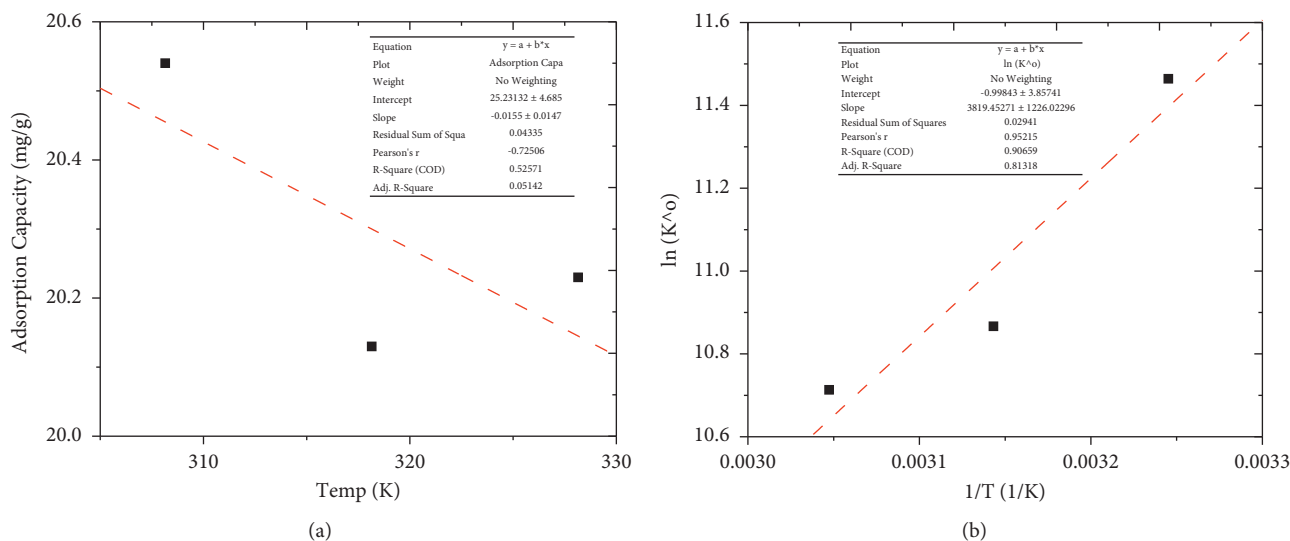 20.6
20.4
20.2
20.0
Adsorption Capacity (mg/g)
Equation y = a + b*x
Plot Adsorption Capa
Weight No Weighting
Intercept 25.23132 ± 4.685
Slope -0.0155 ± 0.0147
Residual Sum of Squa 0.04335
Pearson's r -0.72506
R-Square (COD) 0.52571
Adj. R-Square 0.05142
310 320 330
Temp (K)
(a)
11.6
11.4
11.2
11.0
10.8
10.6
ln (K^o)
Equation y = a + b*x
Plot ln (K^o)
Weight No Weighting
Intercept -0.99843 ± 3.85741
Slope 3819.45271 ± 1226.02296
Residual Sum of Squares 0.02941
Pearson's r 0.95215
R-Square (COD) 0.90659
Adj. R-Square 0.81318
0.0030 0.0031 0.0032 0.0033
1/T (1/K)
(b)